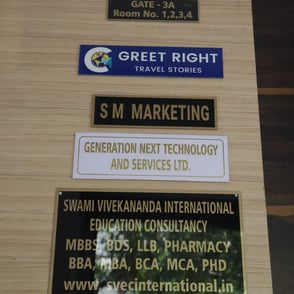 GATE - 3A
Room No. 1,2,3,4
GREET RIGHT
TRAVEL STORIES
S M MARKETING
GENERATION NEXT TECHNOLOGY
AND SERVICES LTD.
SWAMI VIVEKANANDA INTERNATIONAL
EDUCATION CONSULTANCY
MBBS, BDS, LLB, PHARMACY
BBA, MBA, BCA, MCA, PHD
www.svecinternational.in